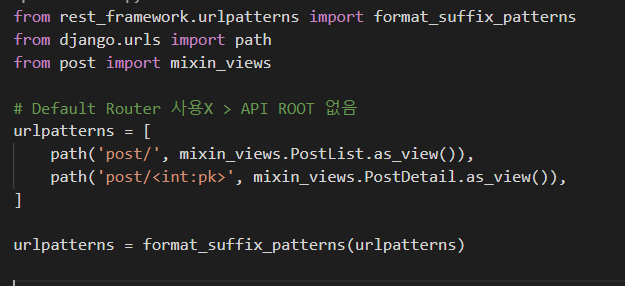 from rest_framework.urlpatterns import format_suffix_patterns
from django.urls import path
from post import mixin_views
# Default Router 사용X > API ROOT 없음
urlpatterns = [
    path('post/', mixin_views.PostList.as_view()),
    path('post/<int:pk>', mixin_views.PostDetail.as_view()),
]
urlpatterns = format_suffix_patterns(urlpatterns)